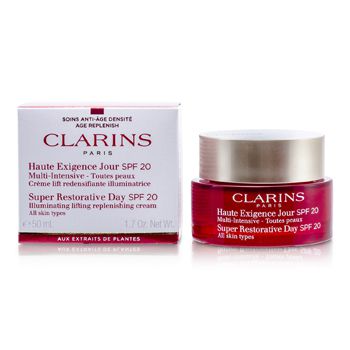 SOINS ANTI-ÂGE DENSITÉ
AGE REPLENISH
CLARINS
PARIS
Haute Exigence Jour SPF 20
Multi-Intensive - Toutes peaux
Crème lift redensifiante illuminatrice
Super Restorative Day SPF 20
Illuminating lifting replenishing cream
All skin types
e 50 mL 1.7 Oz. Net Wt.
AUX EXTRAITS DE PLANTES
CLARINS
PARIS
Haute Exigence Jour SPF 20
Multi-Intensive - Toutes peaux
Super Restorative Day SPF 20
All skin types